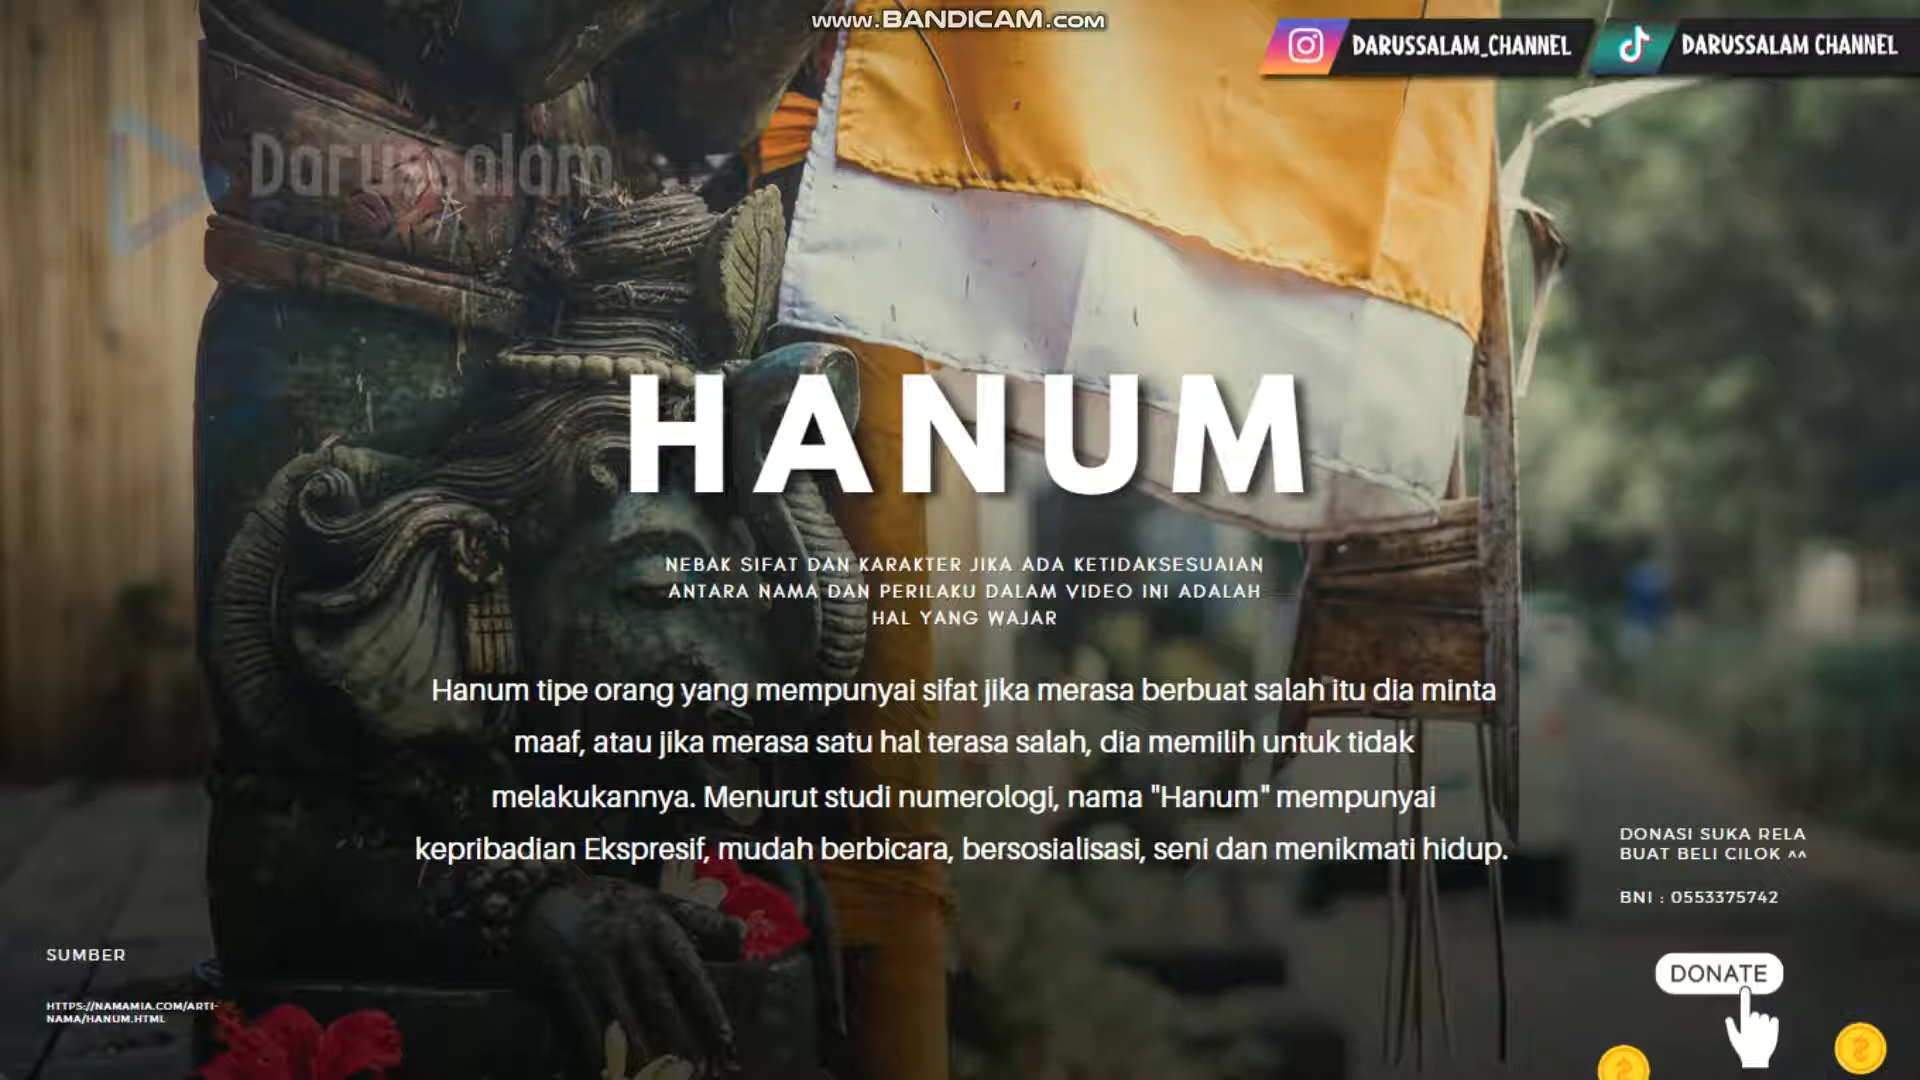 www.BANDICAM.com
DARUSSALAM_CHANNEL
DARUSSALAM CHANNEL
Darussalam
HANUM
NEBAK SIFAT DAN KARAKTER JIKA ADA KETIDAKSESUAIAN
ANTARA NAMA DAN PERILAKU DALAM VIDEO INI ADALAH
HAL YANG WAJAR
Hanum tipe orang yang mempunyai sifat jika merasa berbuat salah itu dia minta
maaf, atau jika merasa satu hal terasa salah, dia memilih untuk tidak
melakukannya. Menurut studi numerologi, nama "Hanum" mempunyai
kepribadian Ekspresif, mudah berbicara, bersosialisasi, seni dan menikmati hidup.
DONASI SUKA RELA
BUAT BELI CILOK ^^
BNI : 0553375742
SUMBER
HTTPS://NAMAMIA.COM/ARTI-
NAMA/HANUM.HTML
DONATE